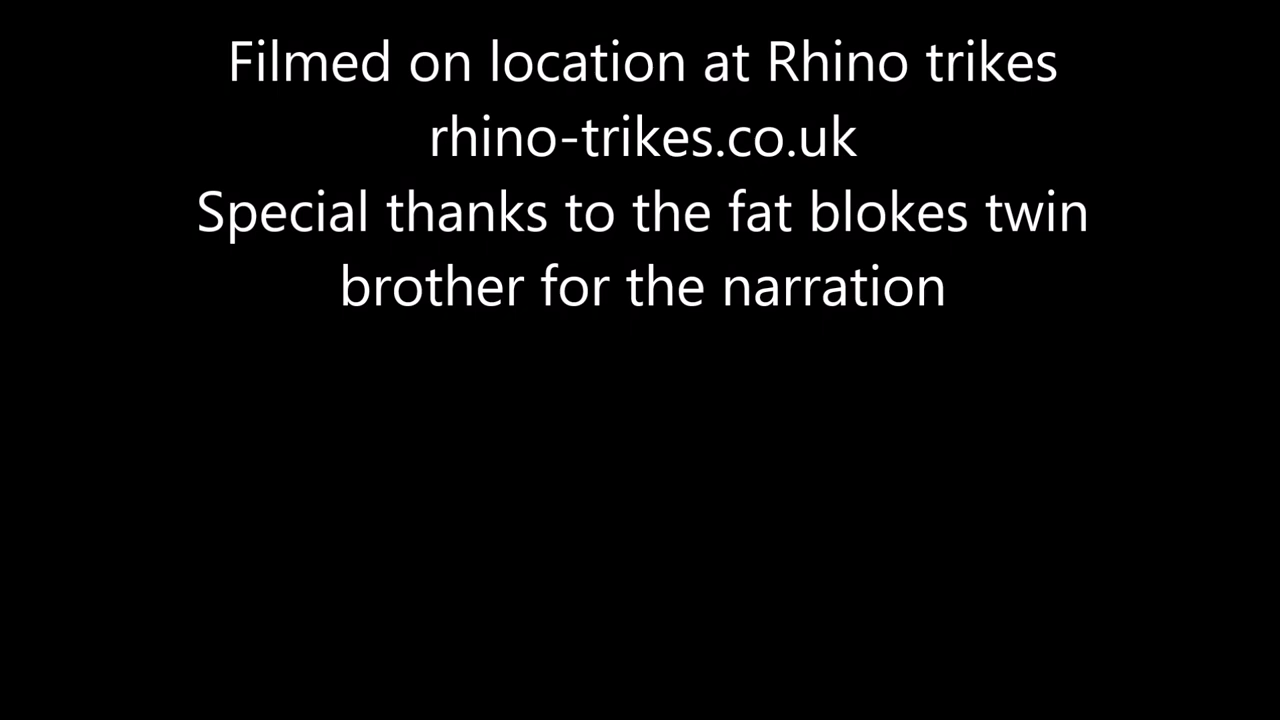 Filmed on location at Rhino trikes
rhino-trikes.co.uk
Special thanks to the fat blokes twin
brother for the narration